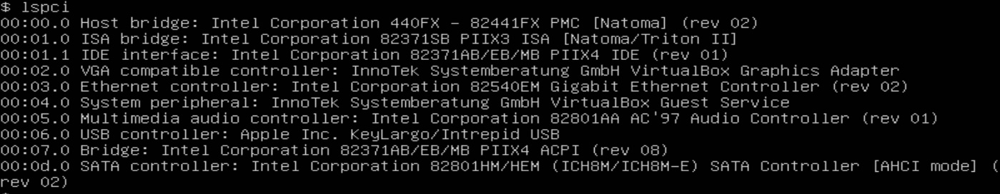 $ lspci
00:00.0 Host bridge: Intel Corporation 440FX - 82441FX PMC [Natoma] (rev 02)
00:01.0 ISA bridge: Intel Corporation 82371SB PIIX3 ISA [Natoma/Triton II]
00:01.1 IDE interface: Intel Corporation 82371AB/EB/MB PIIX4 IDE (rev 01)
00:02.0 VGA compatible controller: InnoTek Systemberatung GmbH VirtualBox Graphics Adapter
00:03.0 Ethernet controller: Intel Corporation 82540EM Gigabit Ethernet Controller (rev 02)
00:04.0 System peripheral: InnoTek Systemberatung GmbH VirtualBox Guest Service
00:05.0 Multimedia audio controller: Intel Corporation 82801AA AC'97 Audio Controller (rev 01)
00:06.0 USB controller: Apple Inc. KeyLargo/Intrepid USB
00:07.0 Bridge: Intel Corporation 82371AB/EB/MB PIIX4 ACPI (rev 08)
00:0d.0 SATA controller: Intel Corporation 82801HM/HEM (ICH8M/ICH8M-E) SATA Controller [AHCI mode] (
rev 02)